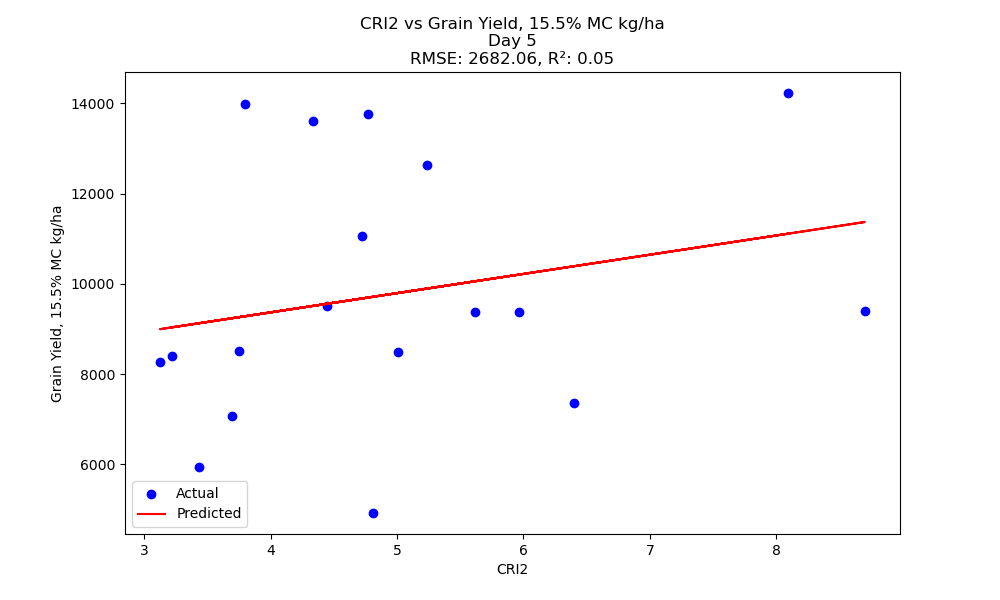 CRI2 vs Grain Yield, 15.5% MC kg/ha
Day 5
RMSE: 2682.06, R²: 0.05
14000
12000
10000
8000
6000
Grain Yield, 15.5% MC kg/ha
Actual
Predicted
3 4 5 6 7 8
CRI2